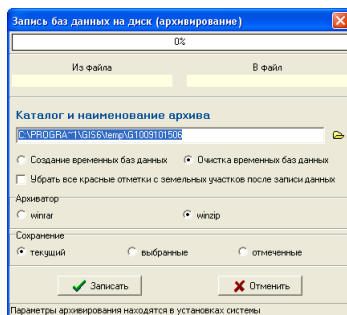 Запись баз данных на диск (архивирование)
0%
Из файла В файл
Каталог и наименование архива
C:\PROGRA~1\GIS6\temp\G1009101506
Создание временных баз данных Очистка временных баз данных
Убрать все красные отметки с земельных участков после записи данных
Архиватор
winrar winzip
Сохранение
текущий выбранные отмеченные
Записать Отменить
Параметры архивирования находятся в установках системы